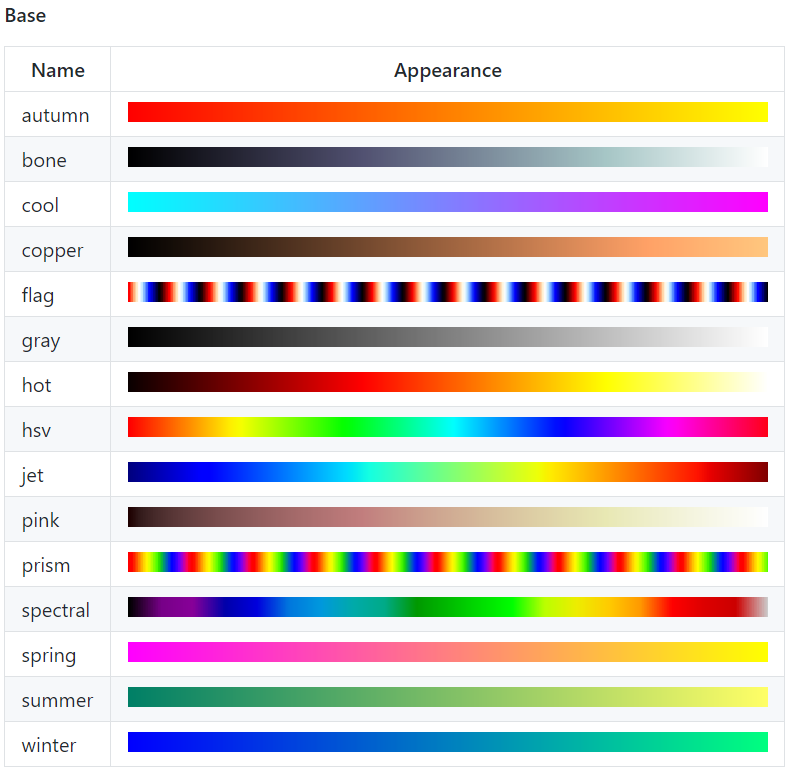 Base
Name Appearance
autumn
bone
cool
copper
flag
gray
hot
hsv
jet
pink
prism
spectral
spring
summer
winter